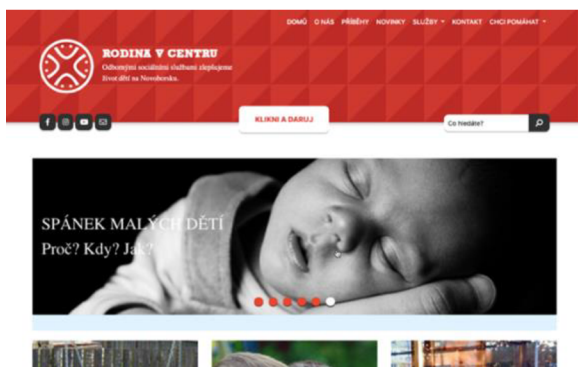 DOMŮ O NÁS PŘÍBĚHY NOVINKY SLUŽBY KONTAKT CHCI POMÁHAT
RODINA V CENTRU
Odbornými sociálními službami zlepšujeme
život dětí na Novoborsku.
KLIKNI A DARUJ
Co hledáte?
SPÁNEK MALÝCH DĚTÍ
Proč? Kdy? Jak?